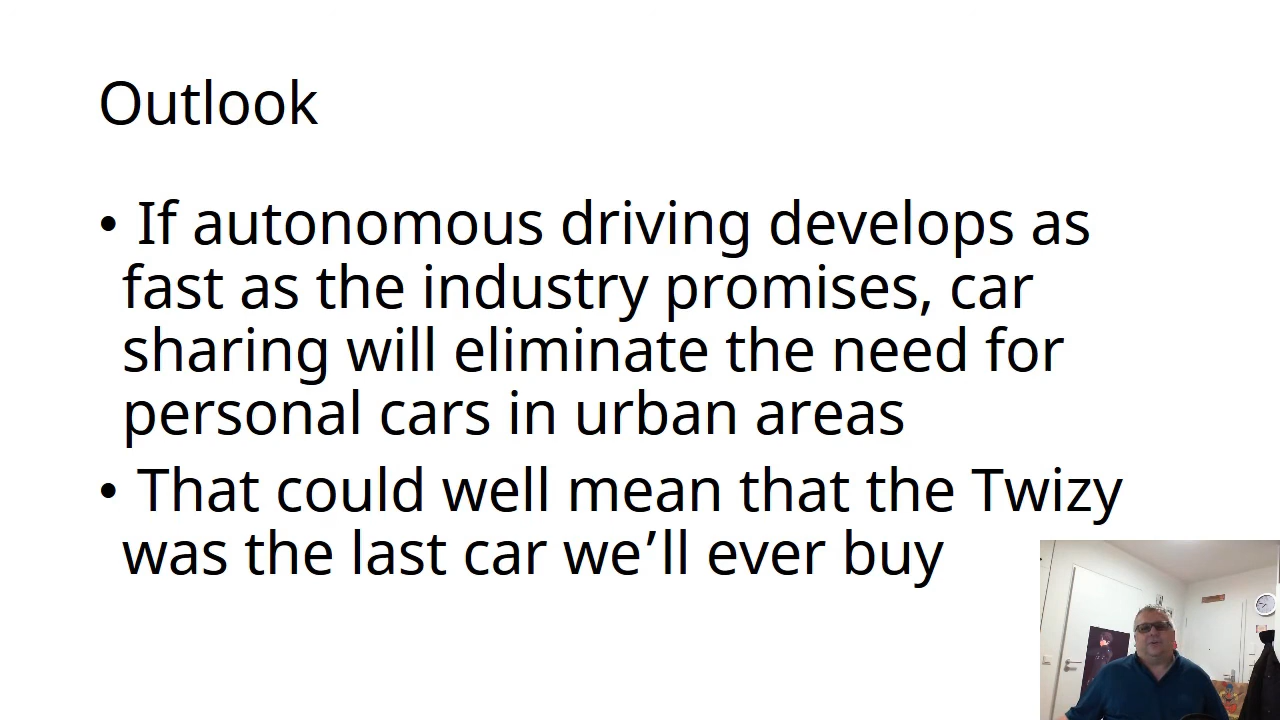 Outlook
• If autonomous driving develops as
fast as the industry promises, car
sharing will eliminate the need for
personal cars in urban areas
• That could well mean that the Twizy
was the last car we’ll ever buy